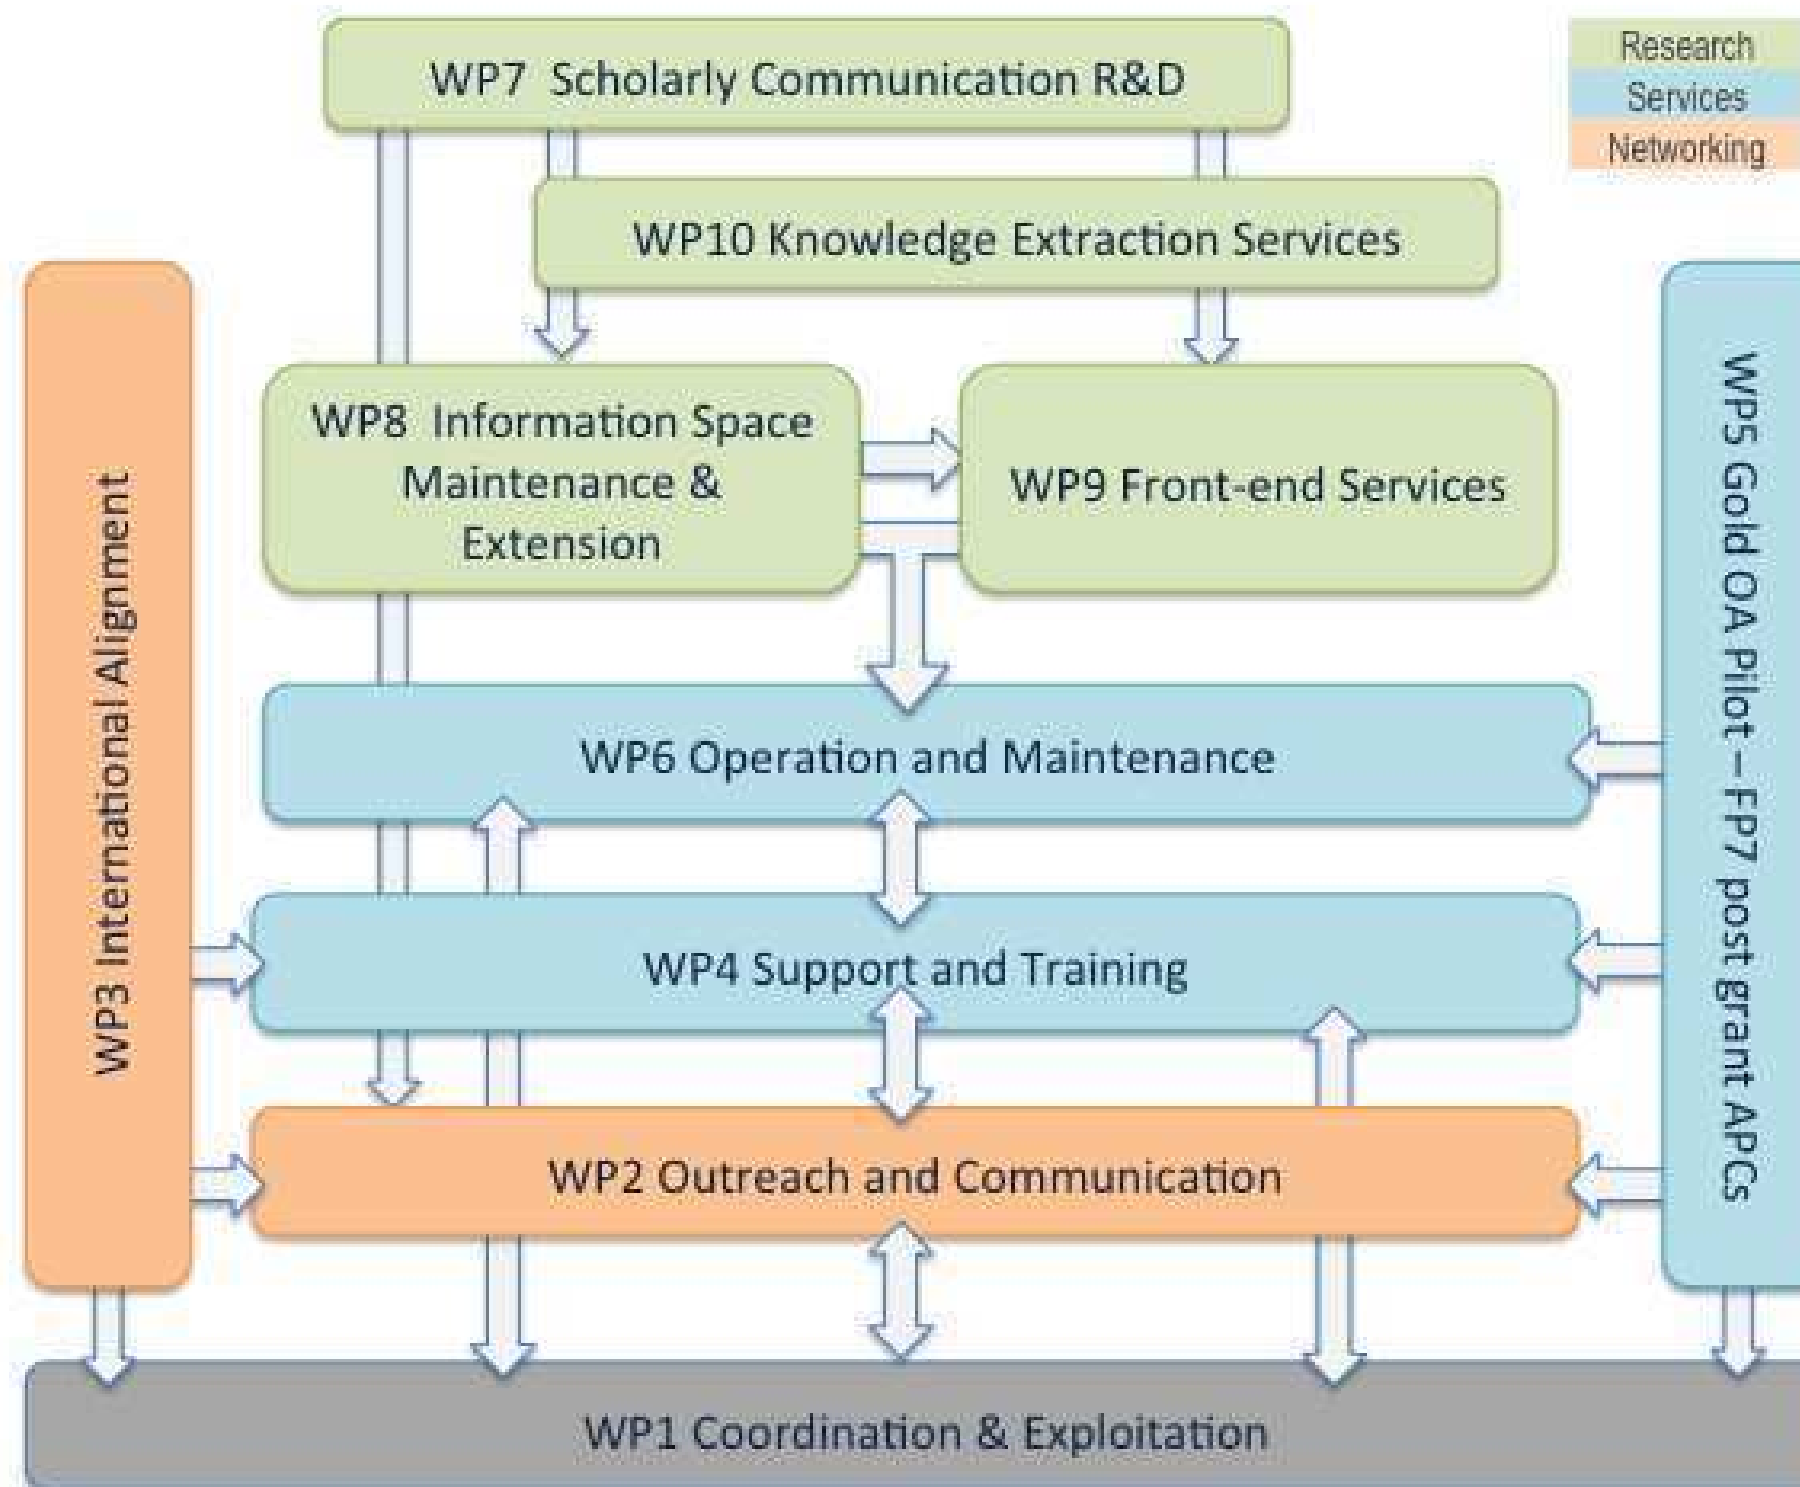 WP7 Scholarly Communication R&D
Research
Services
Networking
WP10 Knowledge Extraction Services
WP3 International Alignment
WP8 Information Space
Maintenance &
Extension
WP9 Front-end Services
WP5 Gold OA Pilot – FP7 post grant APCs
WP6 Operation and Maintenance
WP4 Support and Training
WP2 Outreach and Communication
WP1 Coordination & Exploitation